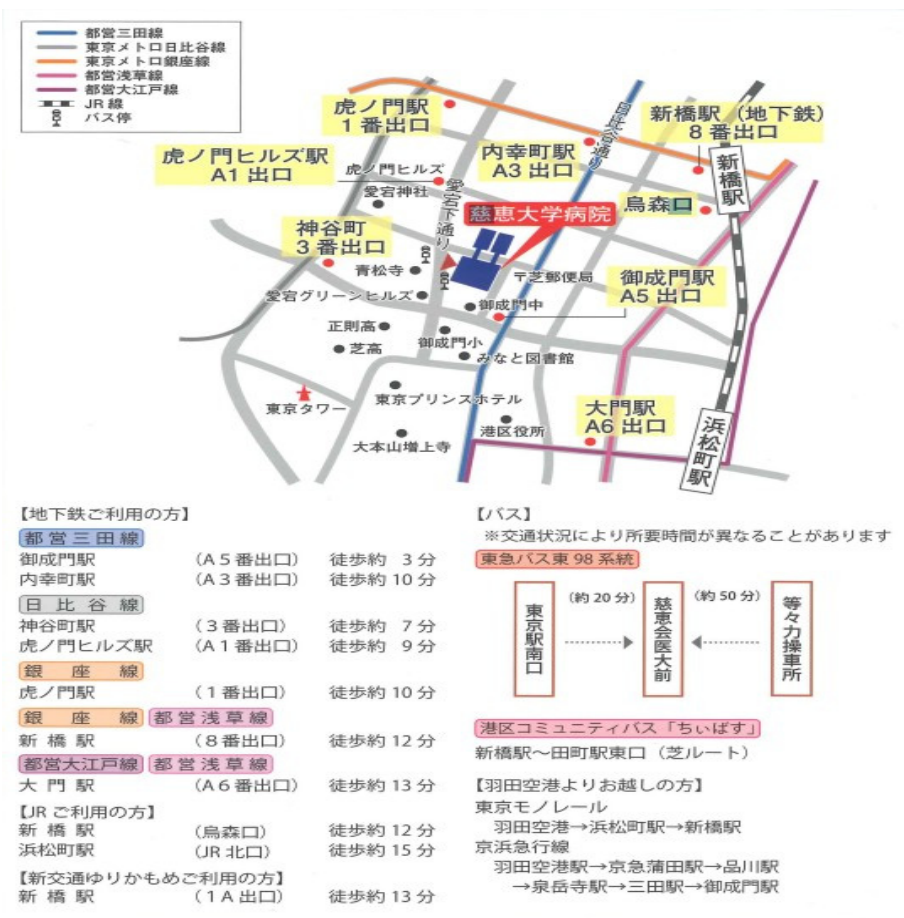 都営三田線
東京メトロ日比谷線
東京メトロ銀座線
都営浅草線
都営大江戸線
JR線
バス停
虎ノ門駅
1番出口
日比谷通り
新橋駅（地下鉄）
8番出口
内幸町駅
A3出口
新橋駅
虎ノ門ヒルズ駅
A1出口
虎ノ門ヒルズ
愛宕神社
愛宕下通り
慈恵大学病院
烏森口
神谷町
3番出口
青松寺
〒芝郵便局
御成門駅
A5出口
愛宕グリーンヒルズ
御成門中
正則高
御成門小
芝高
みなと図書館
東京タワー
東京プリンスホテル
大門駅
A6出口
港区役所
大本山増上寺
浜松町駅
【地下鉄ご利用の方】
都営三田線
御成門駅 （A5番出口） 徒歩約 3分
内幸町駅 （A3番出口） 徒歩約10分
日比谷線
神谷町駅 （3番出口） 徒歩約 7分
虎ノ門ヒルズ駅 （A1番出口） 徒歩約 9分
銀座線
虎ノ門駅 （1番出口） 徒歩約10分
銀座線 都営浅草線
新橋駅 （8番出口） 徒歩約12分
都営大江戸線 都営浅草線
大門駅 （A6番出口） 徒歩約13分
【JRご利用の方】
新橋駅 （烏森口） 徒歩約12分
浜松町駅 （JR北口） 徒歩約15分
【新交通ゆりかもめご利用の方】
新橋駅 （1A出口） 徒歩約13分
【バス】
※交通状況により所要時間が異なることがあります
東急バス東98系統
東京駅南口 （約20分） 慈恵会医大前 （約50分） 等々力操車所
港区コミュニティバス「ちぃばす」
新橋駅～田町駅東口（芝ルート）
【羽田空港よりお越しの方】
東京モノレール
羽田空港→浜松町駅→新橋駅
京浜急行線
羽田空港駅→京急蒲田駅→品川駅
→泉岳寺駅→三田駅→御成門駅